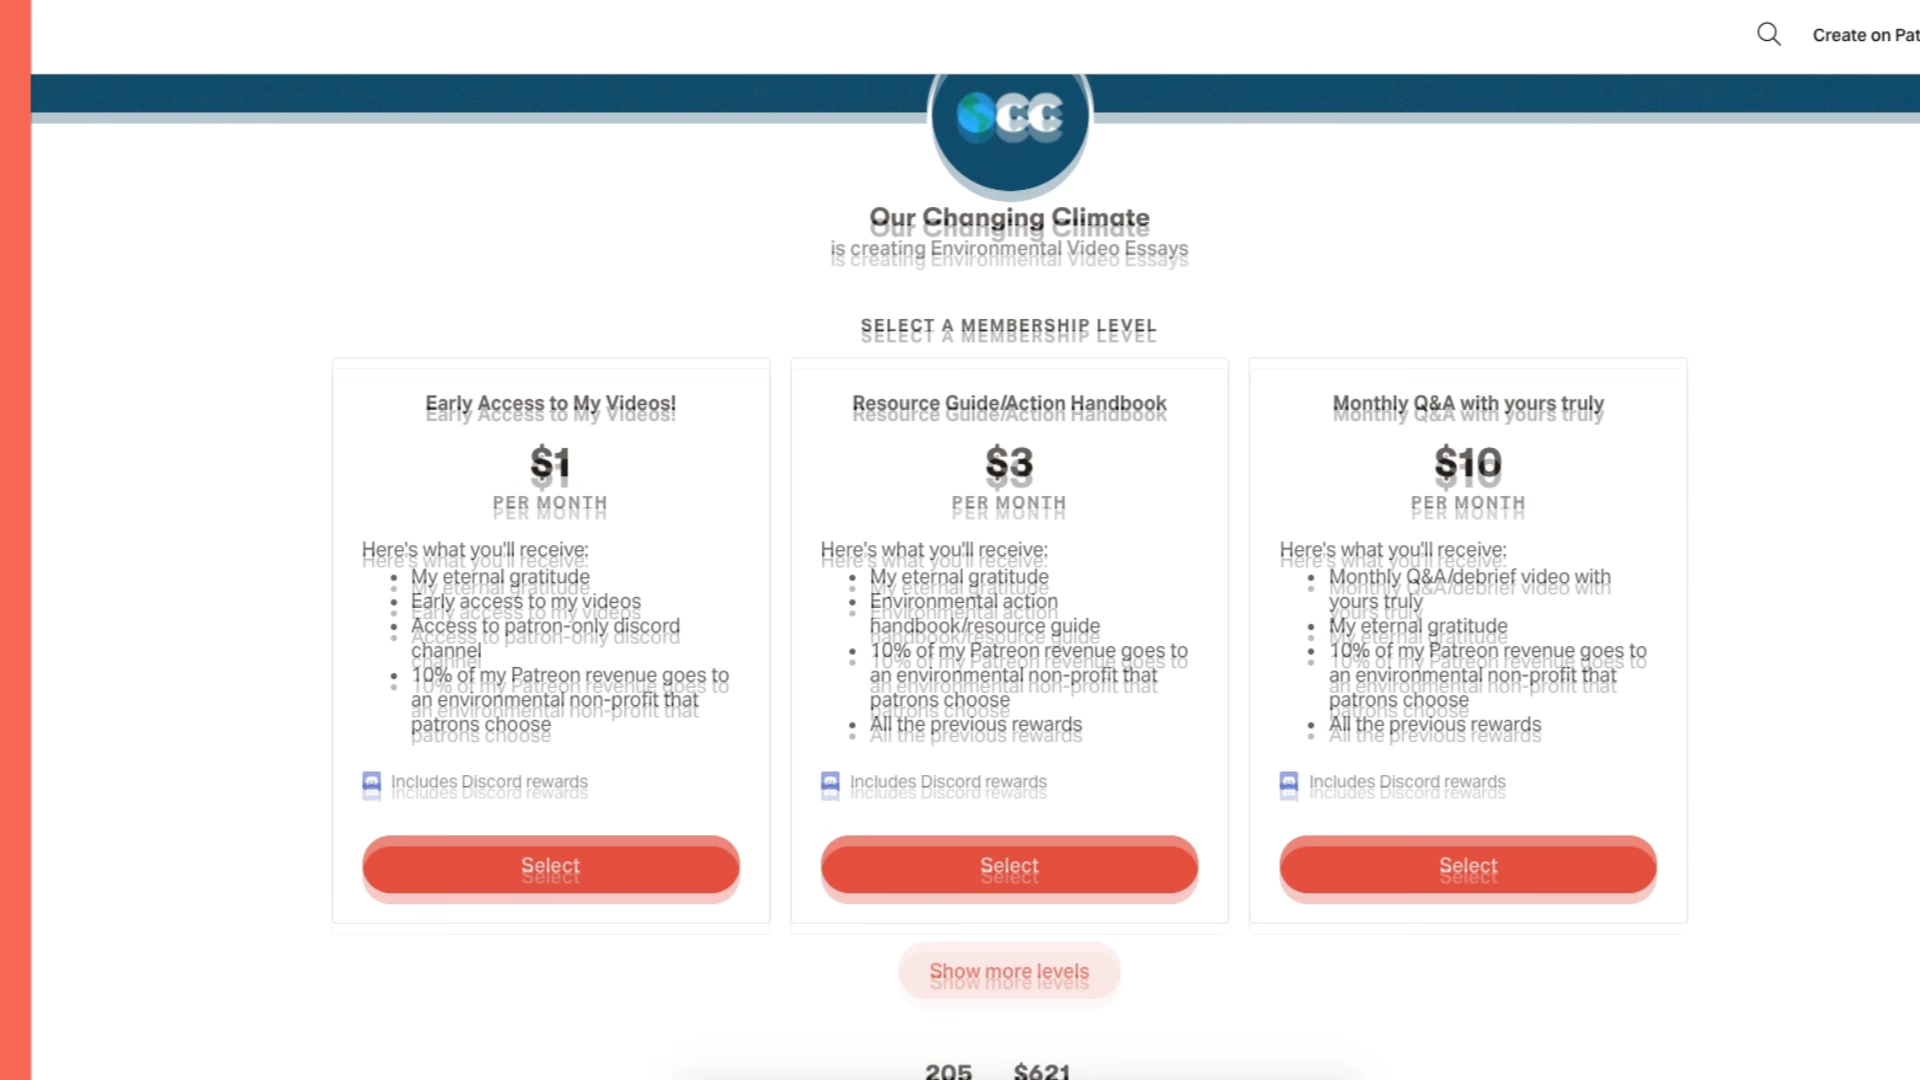 Create on Pat
CC
Our Changing Climate
is creating Environmental Video Essays
SELECT A MEMBERSHIP LEVEL
Early Access to My Videos!
$1
PER MONTH
Here's what you'll receive:
• My eternal gratitude
• Early access to my videos
• Access to patron-only discord
channel
• 10% of my Patreon revenue goes to
an environmental non-profit that
patrons choose
Includes Discord rewards
Select
Resource Guide/Action Handbook
$3
PER MONTH
Here's what you'll receive:
• My eternal gratitude
• Environmental action
handbook/resource guide
• 10% of my Patreon revenue goes to
an environmental non-profit that
patrons choose
• All the previous rewards
Includes Discord rewards
Select
Monthly Q&A with yours truly
$10
PER MONTH
Here's what you'll receive:
• Monthly Q&A/debrief video with
yours truly
• My eternal gratitude
• 10% of my Patreon revenue goes to
an environmental non-profit that
patrons choose
• All the previous rewards
Includes Discord rewards
Select
Show more levels
205 $621